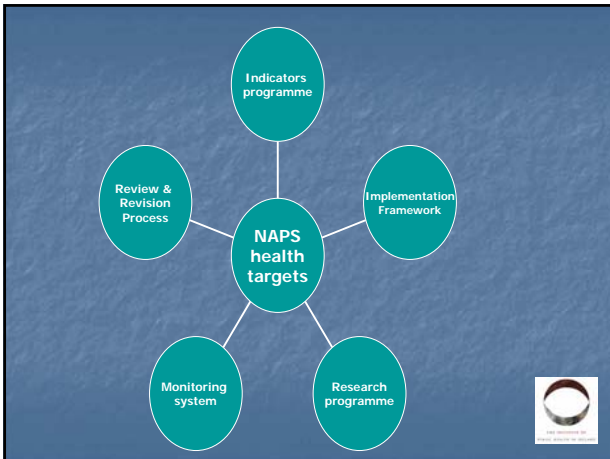 Indicators
programme
Review &
Revision
Process
Implementation
Framework
NAPS
health
targets
Monitoring
system
Research
programme